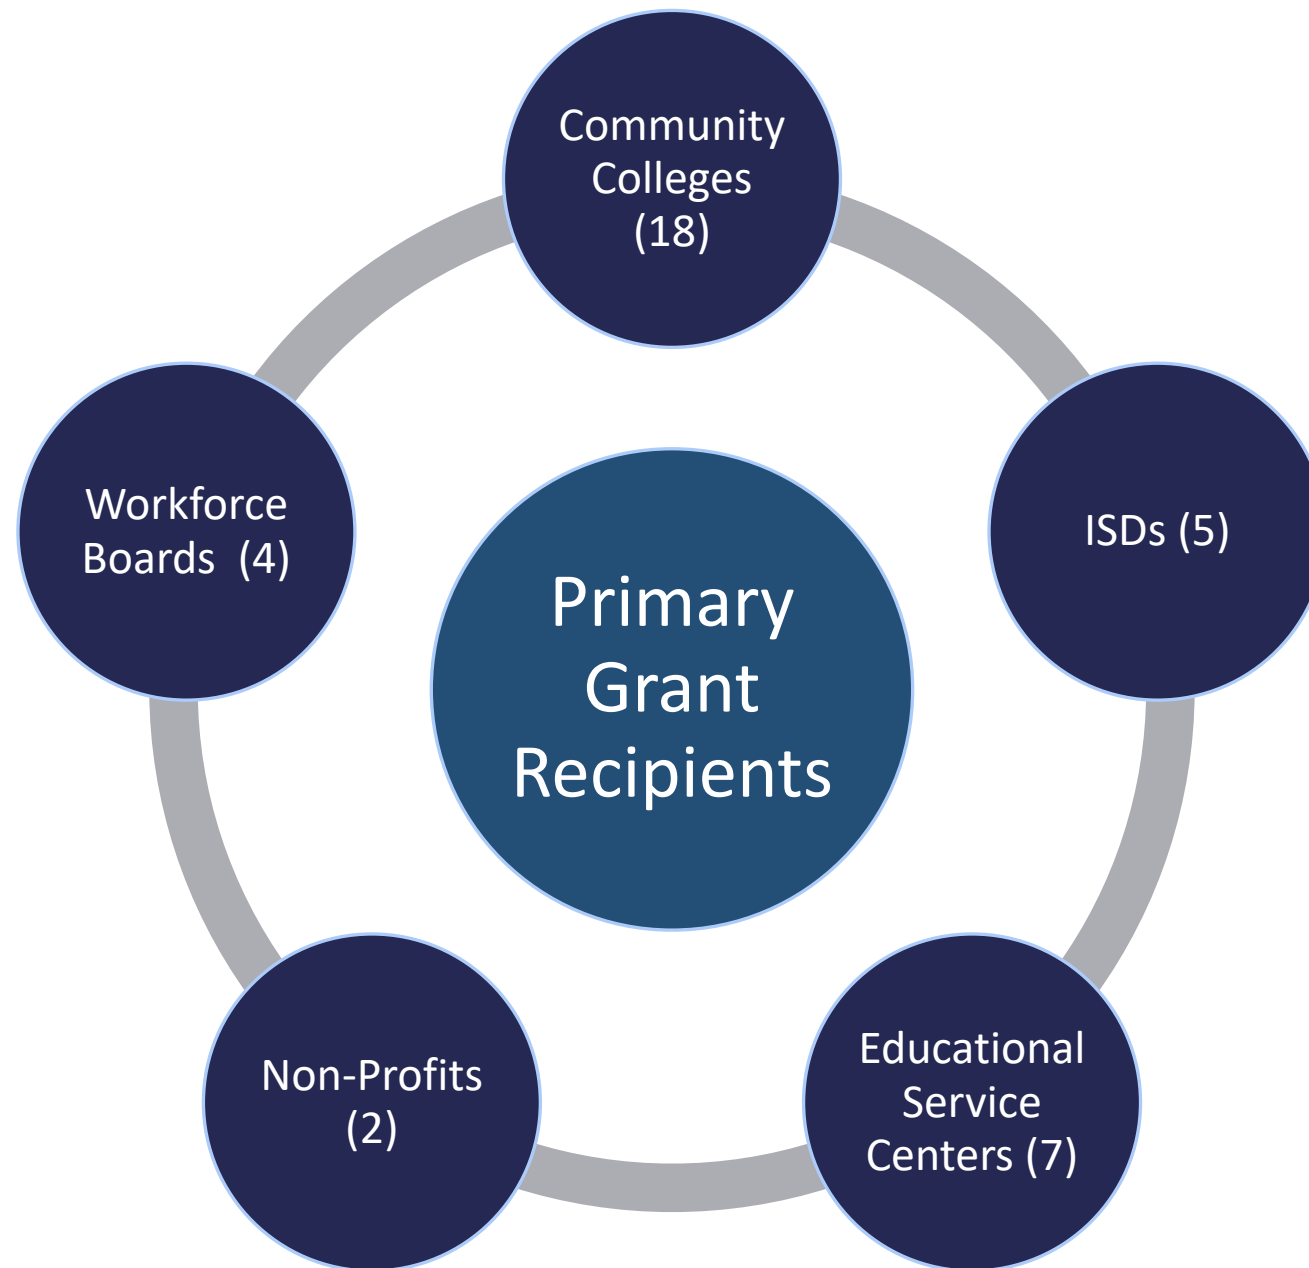 Community
Colleges
(18)
ISDs (5)
Educational
Service
Centers (7)
Non-Profits
(2)
Workforce
Boards  (4)
Primary
Grant
Recipients